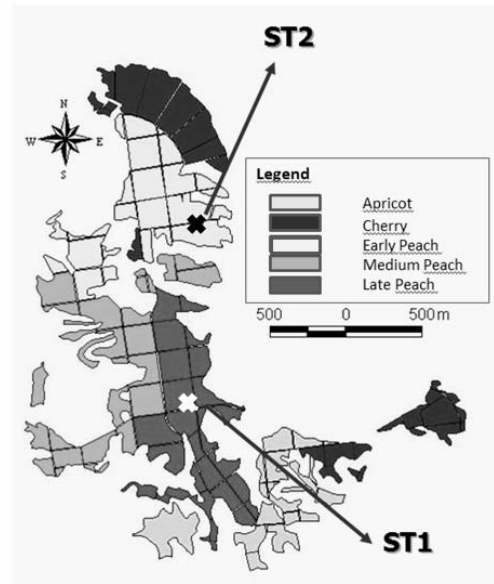 ST2
N
W E
S
Legend
Apricot
Cherry
Early Peach
Medium Peach
Late Peach
500 0 500m
ST1